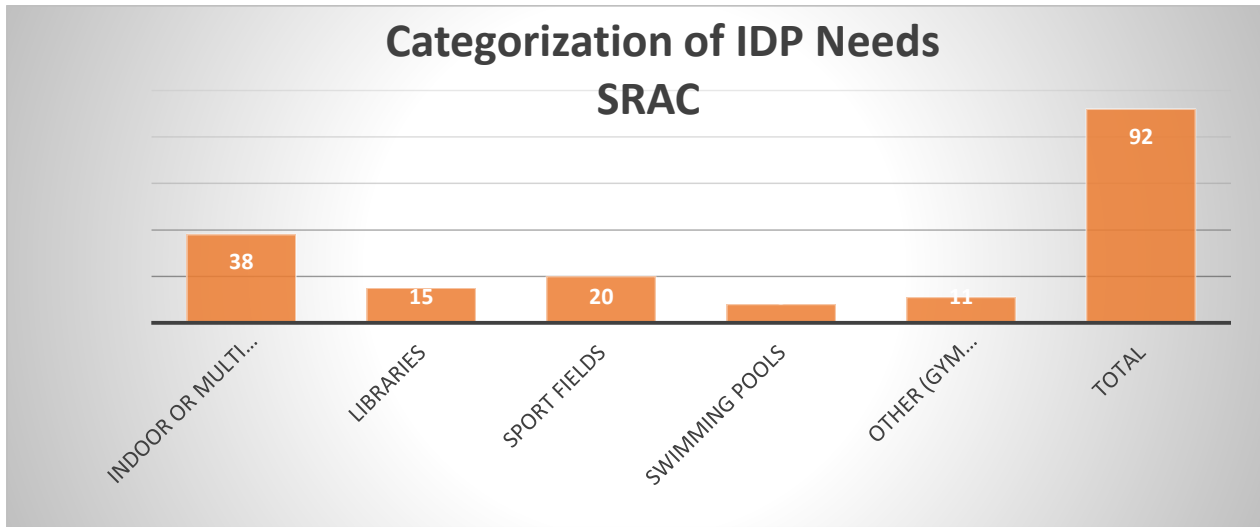 Categorization of IDP Needs
SRAC
92
38
15
20
11
INDOOR OR MULTI...
LIBRARIES
SPORT FIELDS
SWIMMING POOLS
OTHER (GYM...
TOTAL